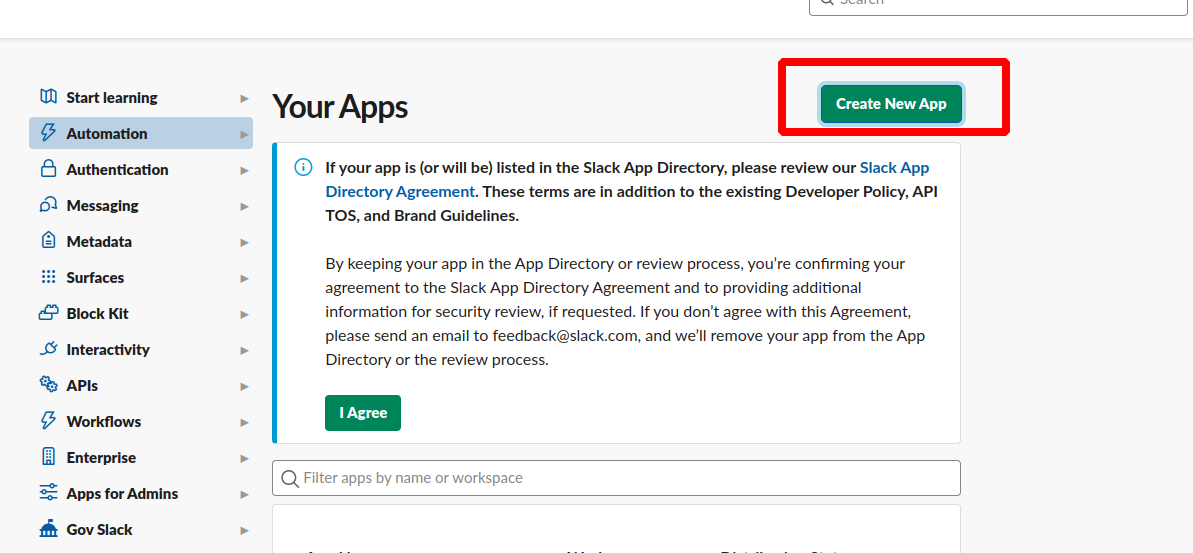 Search
Start learning
Automation
Authentication
Messaging
Metadata
Surfaces
Block Kit
Interactivity
APIs
Workflows
Enterprise
Apps for Admins
Gov Slack
Your Apps
Create New App
If your app is (or will be) listed in the Slack App Directory, please review our Slack App
Directory Agreement. These terms are in addition to the existing Developer Policy, API
TOS, and Brand Guidelines.
By keeping your app in the App Directory or review process, you’re confirming your
agreement to the Slack App Directory Agreement and to providing additional
information for security review, if requested. If you don’t agree with this Agreement,
please send an email to feedback@slack.com, and we’ll remove your app from the App
Directory or the review process.
I Agree
Filter apps by name or workspace